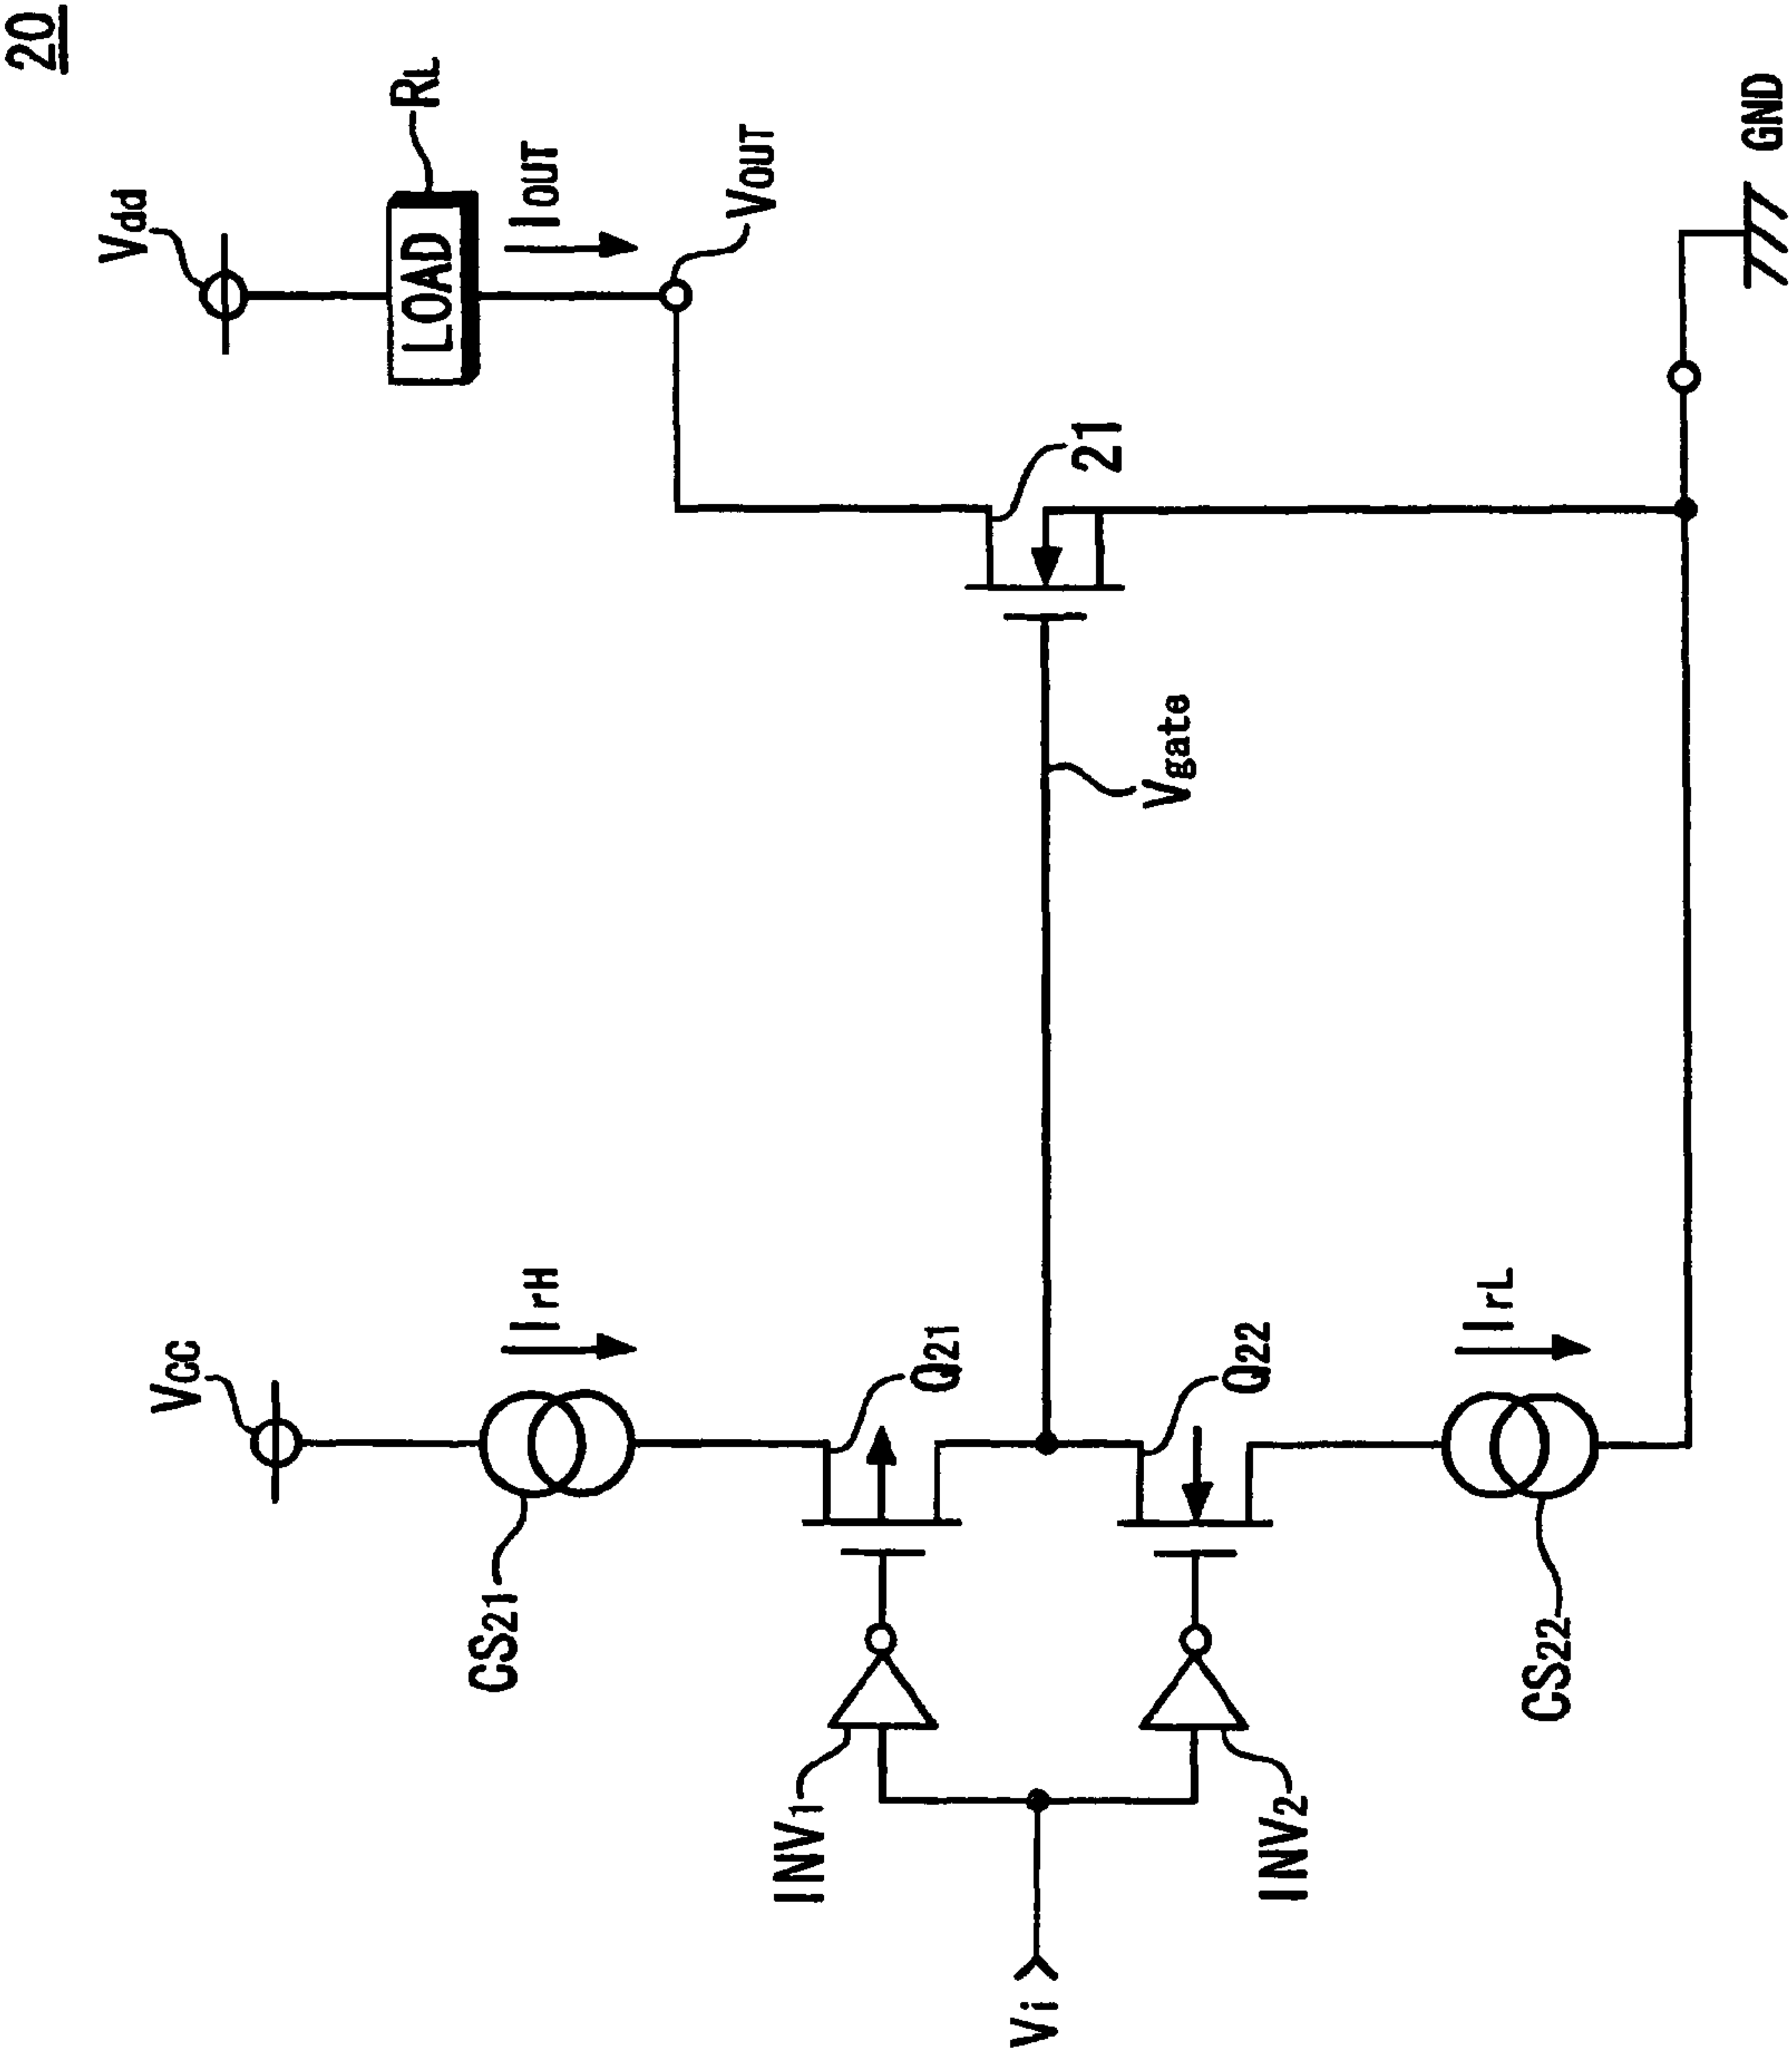 20
Vdd
RL
LOAD
IOUT
VOUT
21
Vgate
GND
VCC
IrH
CS21
Q21
Q22
IrL
CS22
INV1
INV2
Vi